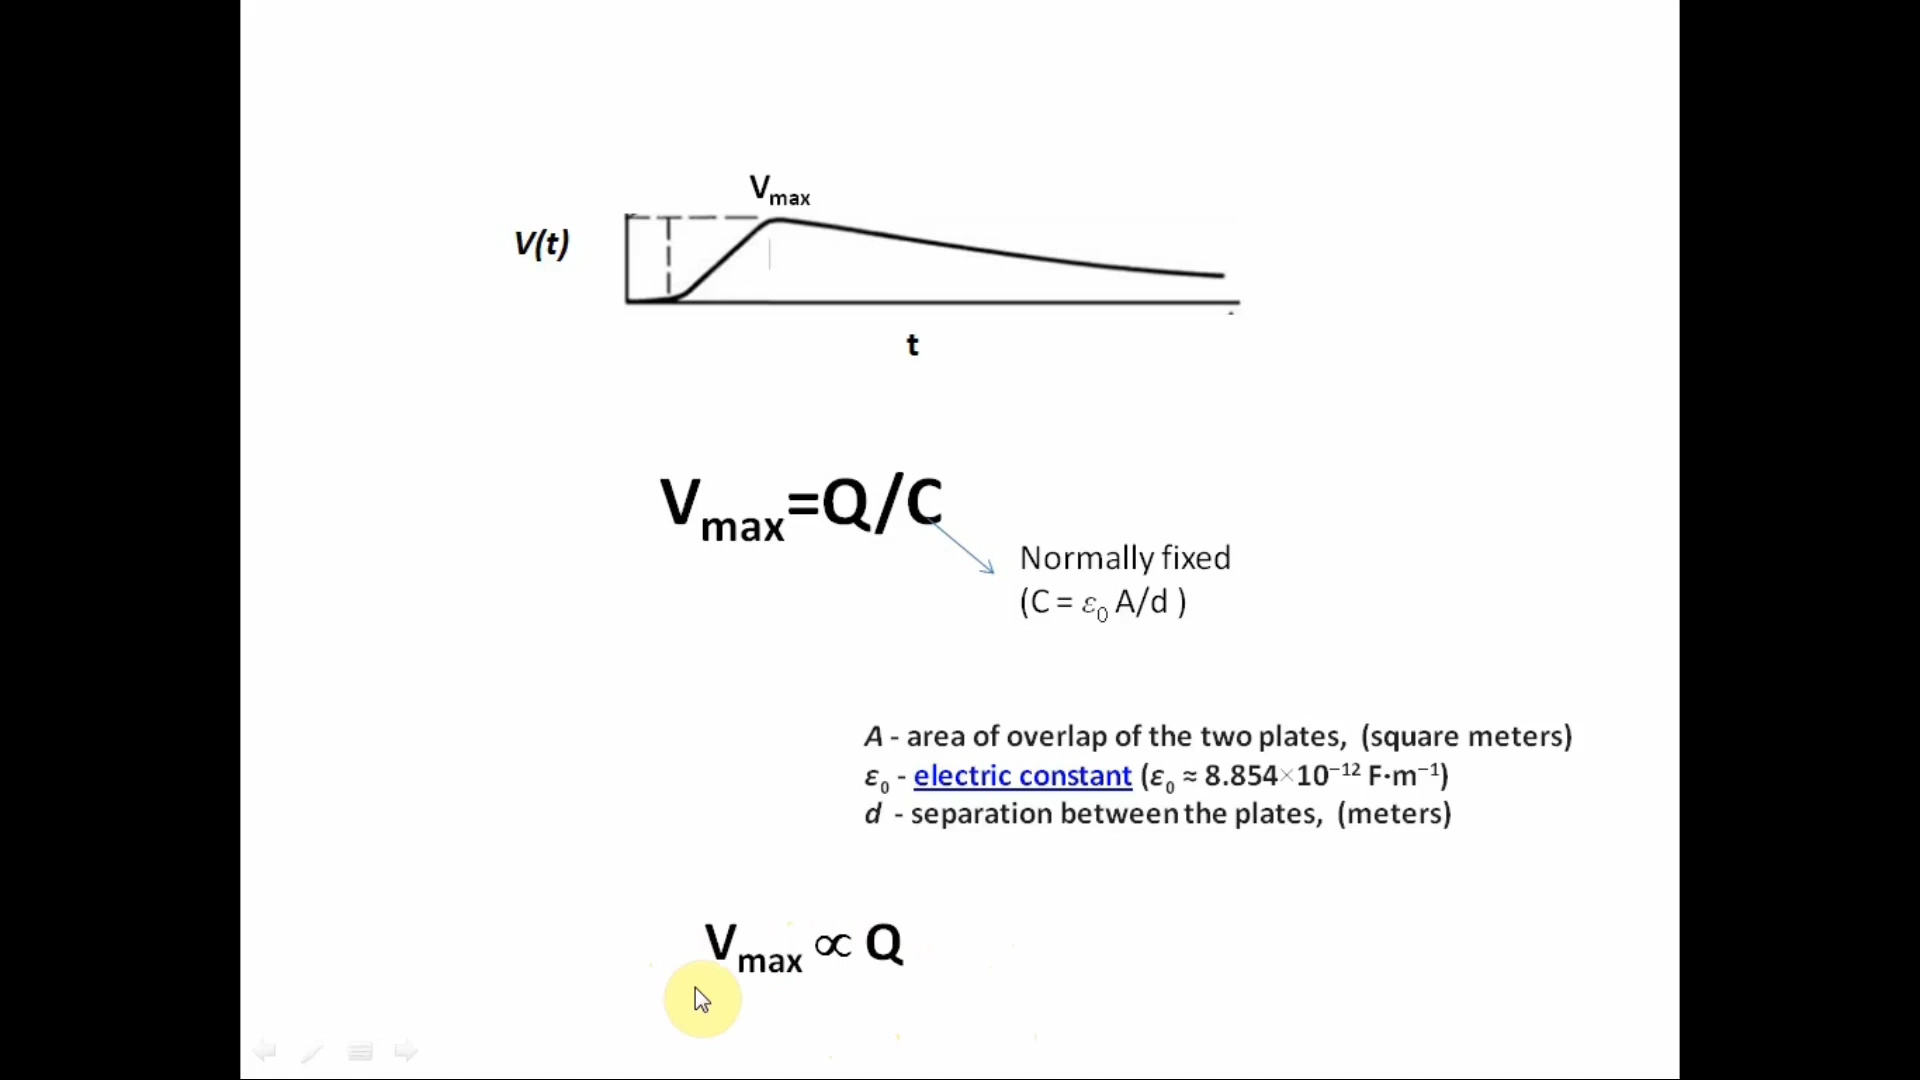 Vmax
V(t)
t
Vmax=Q/C
Normally fixed
(C = ε0 A/d )
A - area of overlap of the two plates, (square meters)
ε0 - electric constant (ε0 ≈ 8.854×10−12 F·m−1)
d - separation between the plates, (meters)
Vmax ∝ Q